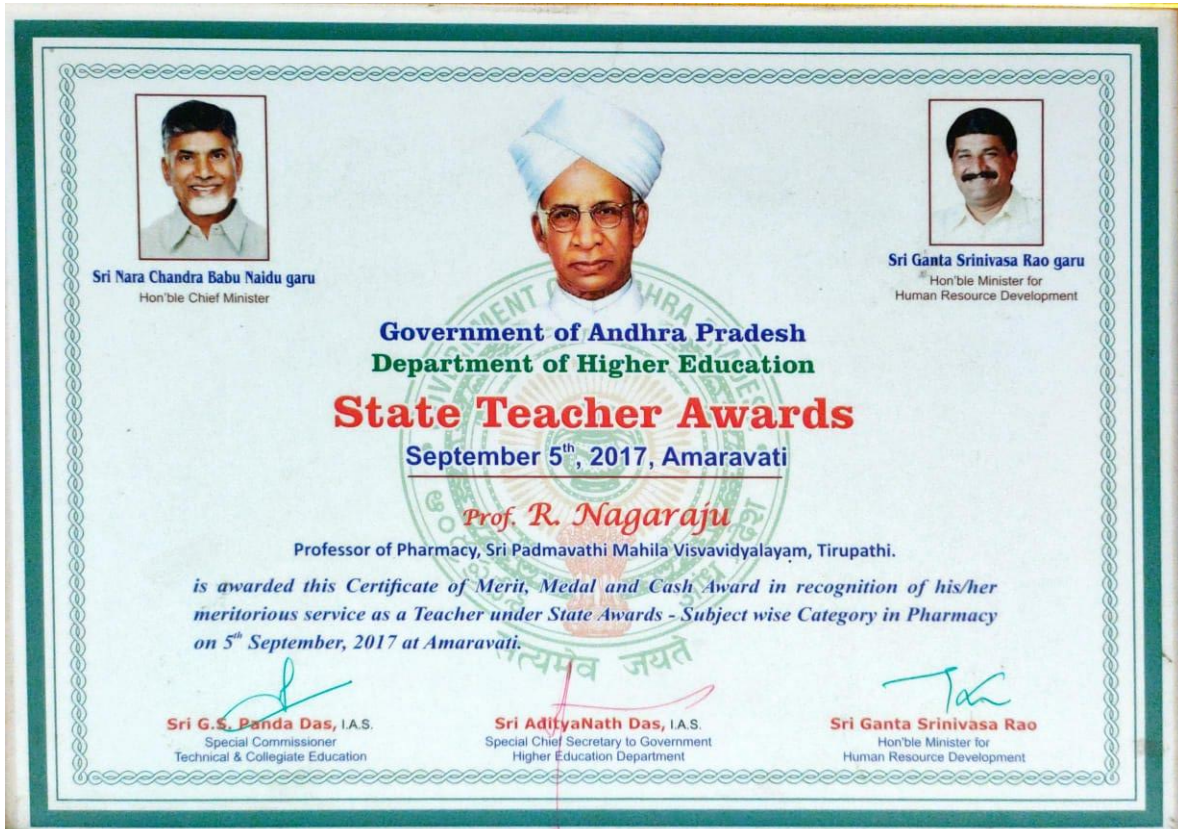 Sri Nara Chandra Babu Naidu garu
Hon'ble Chief Minister
Sri Ganta Srinivasa Rao garu
Hon'ble Minister for
Human Resource Development
Government of Andhra Pradesh
Department of Higher Education
State Teacher Awards
September 5th, 2017, Amaravati
Prof. R. Nagaraju
Professor of Pharmacy, Sri Padmavathi Mahila Visvavidyalayam, Tirupathi.
is awarded this Certificate of Merit, Medal and Cash Award in recognition of his/her
meritorious service as a Teacher under State Awards - Subject wise Category in Pharmacy
on 5th September, 2017 at Amaravati.
सत्यमेव जयते
Sri G.S. Panda Das, I.A.S.
Special Commissioner
Technical & Collegiate Education
Sri AdityaNath Das, I.A.S.
Special Chief Secretary to Government
Higher Education Department
Sri Ganta Srinivasa Rao
Hon'ble Minister for
Human Resource Development